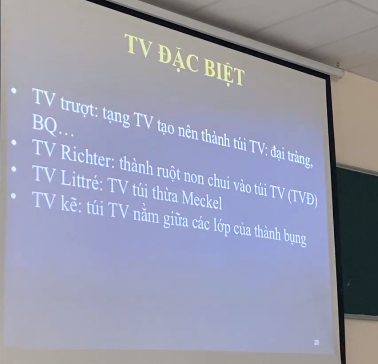 TV ĐẶC BIỆT
• TV trượt: tạng TV tạo nên thành túi TV: đại tràng,
BQ…
• TV Richter: thành ruột non chui vào túi TV (TVĐ)
• TV Littré: TV túi thừa Meckel
• TV kẽ: túi TV nằm giữa các lớp của thành bụng